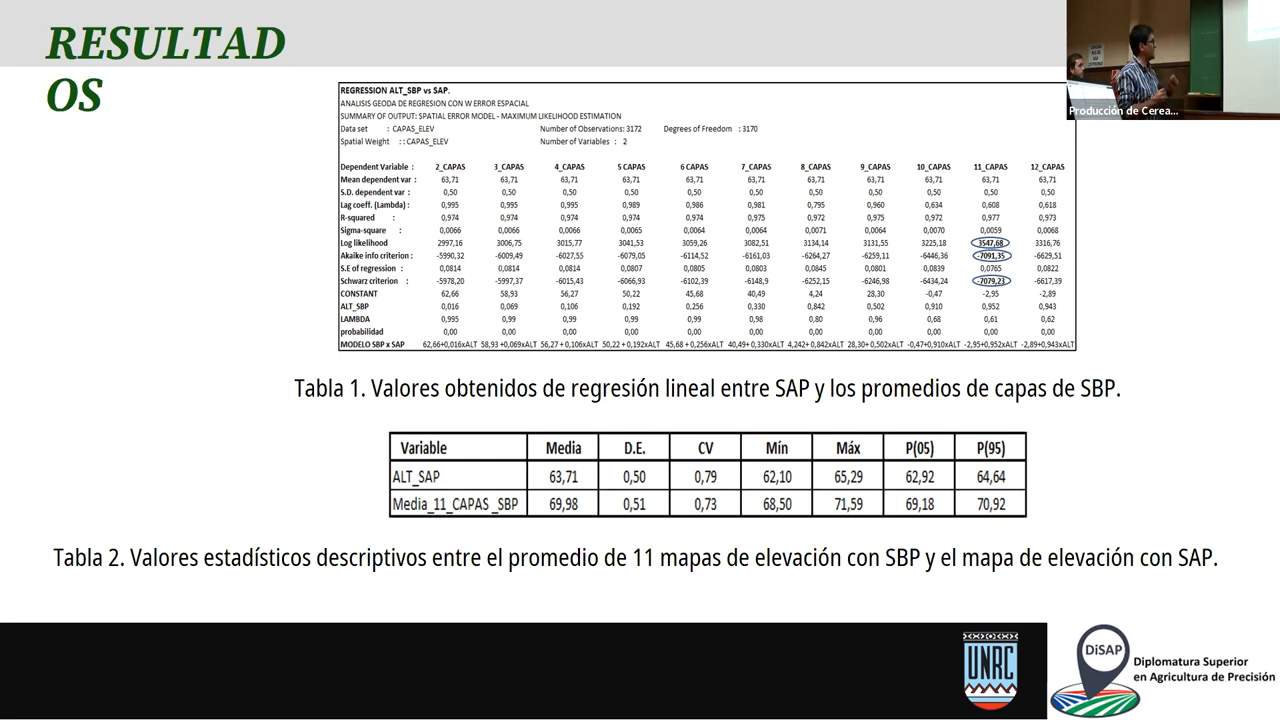 RESULTAD
OS
Producción de Cerea...
REGRESSION ALT_SBP vs SAP.
ANALISIS GEODA DE REGRESION CON W ERROR ESPACIAL
SUMMARY OF OUTPUT: SPATIAL ERROR MODEL - MAXIMUM LIKELIHOOD ESTIMATION
Data set : CAPAS_ELEV Number of Observations: 3172 Degrees of Freedom : 3170
Spatial Weight : : CAPAS_ELEV Number of Variables : 2
Dependent Variable : 2_CAPAS 3_CAPAS 4_CAPAS 5 CAPAS 6 CAPAS 7_CAPAS 8_CAPAS 9_CAPAS 10_CAPAS 11_CAPAS 12_CAPAS
Mean dependent var : 63,71 63,71 63,71 63,71 63,71 63,71 63,71 63,71 63,71 63,71 63,71
S.D. dependent var : 0,50 0,50 0,50 0,50 0,50 0,50 0,50 0,50 0,50 0,50 0,50
Lag coeff. (Lambda) : 0,995 0,995 0,995 0,989 0,986 0,981 0,795 0,960 0,634 0,608 0,618
R-squared : 0,974 0,974 0,974 0,974 0,974 0,975 0,972 0,975 0,972 0,977 0,973
Sigma-square : 0,0066 0,0066 0,0066 0,0065 0,0064 0,0064 0,0071 0,0064 0,0070 0,0059 0,0068
Log likelihood 2997,16 3006,75 3015,77 3041,53 3059,26 3082,51 3134,14 3131,55 3225,18 3547,68 3316,76
Akaike info criterion : -5990,32 -6009,49 -6027,55 -6079,05 -6114,52 -6161,03 -6264,27 -6259,11 -6446,36 -7091,35 -6629,51
S.E of regression : 0,0814 0,0814 0,0814 0,0807 0,0805 0,0803 0,0845 0,0801 0,0839 0,0765 0,0822
Schwarz criterion : -5978,20 -5997,37 -6015,43 -6066,93 -6102,39 -6148,9 -6252,15 -6246,98 -6434,24 -7079,23 -6617,39
CONSTANT 62,66 58,93 56,27 50,22 45,68 40,49 4,24 28,30 -0,47 -2,95 -2,89
ALT_SBP 0,016 0,069 0,106 0,192 0,256 0,330 0,842 0,502 0,910 0,952 0,943
LAMBDA 0,995 0,99 0,99 0,99 0,99 0,98 0,80 0,96 0,68 0,61 0,62
probabilidad 0,00 0,00 0,00 0,00 0,00 0,00 0,00 0,00 0,00 0,00 0,00
MODELO SBP x SAP 62,66+0,016xALT 58,93 +0,069xALT 56,27 + 0,106xALT 50,22 + 0,192xALT 45,68 + 0,256xALT 40,49+ 0,330xALT 4,242+ 0,842xALT 28,30+ 0,502xALT -0,47+0,910xALT -2,95+0,952xALT -2,89+0,943xALT
Tabla 1. Valores obtenidos de regresión lineal entre SAP y los promedios de capas de SBP.
Variable Media D.E. CV Mín Máx P(05) P(95)
ALT_SAP 63,71 0,50 0,79 62,10 65,29 62,92 64,64
Media_11_CAPAS _SBP 69,98 0,51 0,73 68,50 71,59 69,18 70,92
Tabla 2. Valores estadísticos descriptivos entre el promedio de 11 mapas de elevación con SBP y el mapa de elevación con SAP.
UNRC
DiSAP
Diplomatura Superior
en Agricultura de Precisión